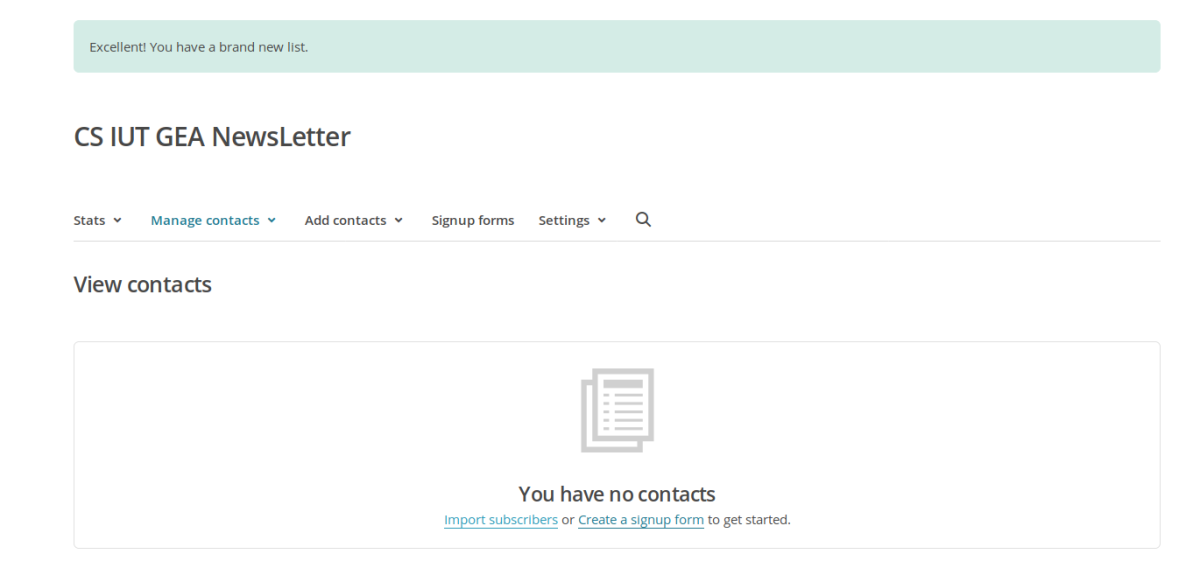 Excellent! You have a brand new list.
CS IUT GEA NewsLetter
Stats Manage contacts Add contacts Signup forms Settings
View contacts
You have no contacts
Import subscribers or Create a signup form to get started.